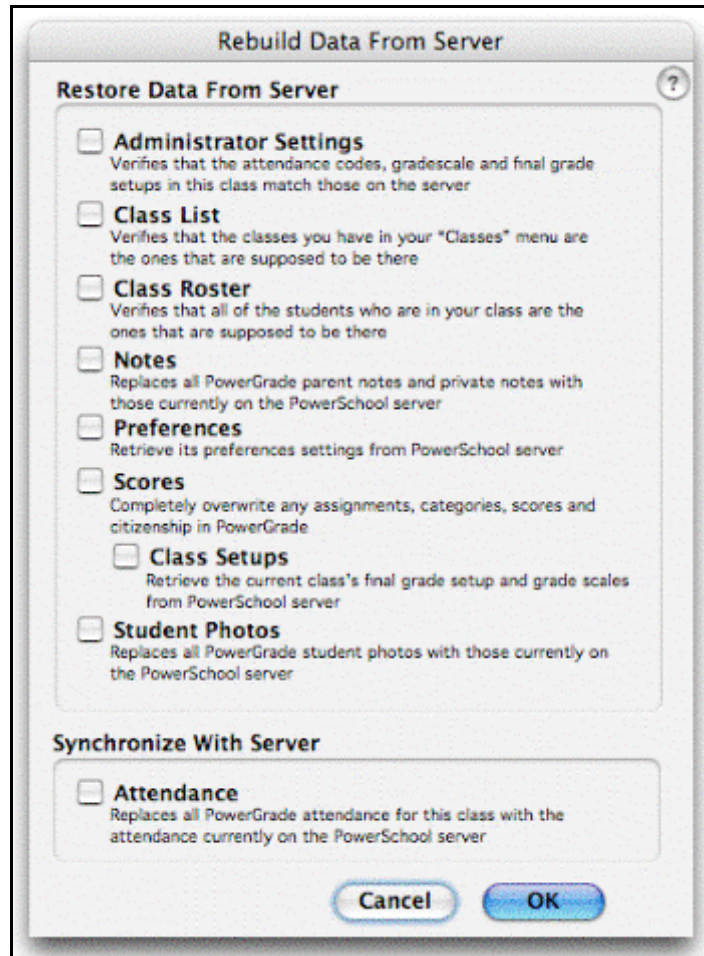 Rebuild Data From Server
Restore Data From Server
?
Administrator Settings
Verifies that the attendance codes, gradescale and final grade
setups in this class match those on the server
Class List
Verifies that the classes you have in your "Classes" menu are
the ones that are supposed to be there
Class Roster
Verifies that all of the students who are in your class are the
ones that are supposed to be there
Notes
Replaces all PowerGrade parent notes and private notes with
those currently on the PowerSchool server
Preferences
Retrieve its preferences settings from PowerSchool server
Scores
Completely overwrite any assignments, categories, scores and
citizenship in PowerGrade
Class Setups
Retrieve the current class's final grade setup and grade scales
from PowerSchool server
Student Photos
Replaces all PowerGrade student photos with those currently on
the PowerSchool server
Synchronize With Server
Attendance
Replaces all PowerGrade attendance for this class with the
attendance currently on the PowerSchool server
Cancel OK